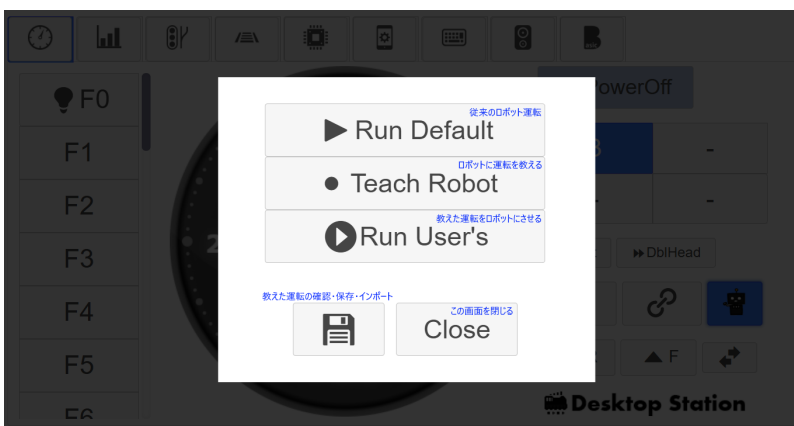 F0
PowerOff
従来のロボット運転
Run Default
F1
3
-
ロボットに運転を教える
Teach Robot
F2
-
-
教えた運転をロボットにさせる
Run User's
F3
DblHead
教えた運転の確認・保存・インポート
この画面を閉じる
Close
F4
F5
F
F6
Desktop Station